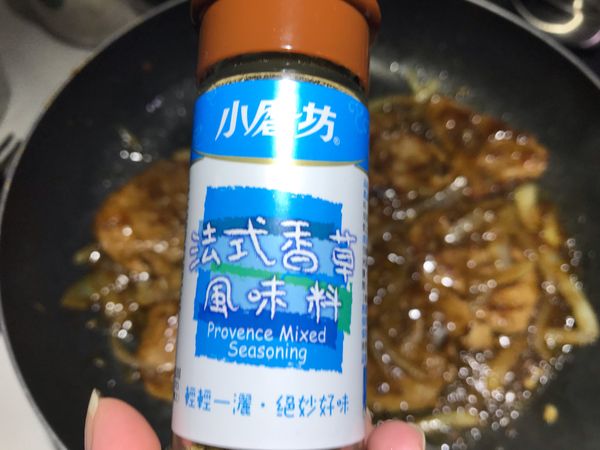 小磨坊®
法式香草
風味料
Provence Mixed
Seasoning
輕輕一灑・絕妙好味